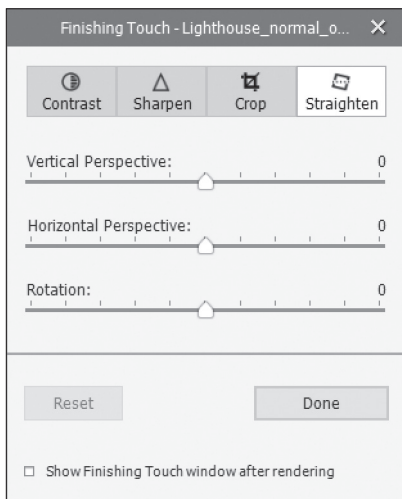 Finishing Touch - Lighthouse_normal_o...
Contrast Sharpen Crop Straighten
Vertical Perspective: 0
Horizontal Perspective: 0
Rotation: 0
Reset Done
Show Finishing Touch window after rendering